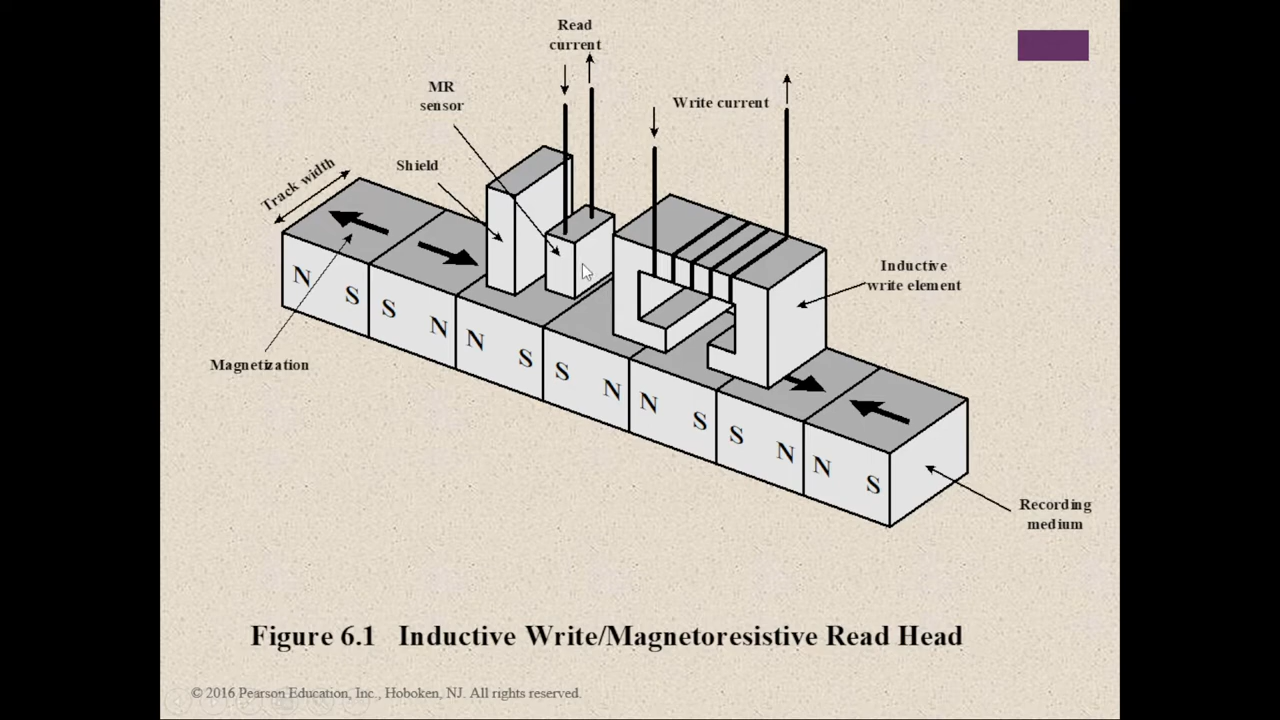 Read
current
MR
sensor
Write current
Shield
Track width
Inductive
write element
Magnetization
N S S N N S S N N S S N N S
Recording
medium
Figure 6.1 Inductive Write/Magnetoresistive Read Head
© 2016 Pearson Education, Inc., Hoboken, NJ. All rights reserved.